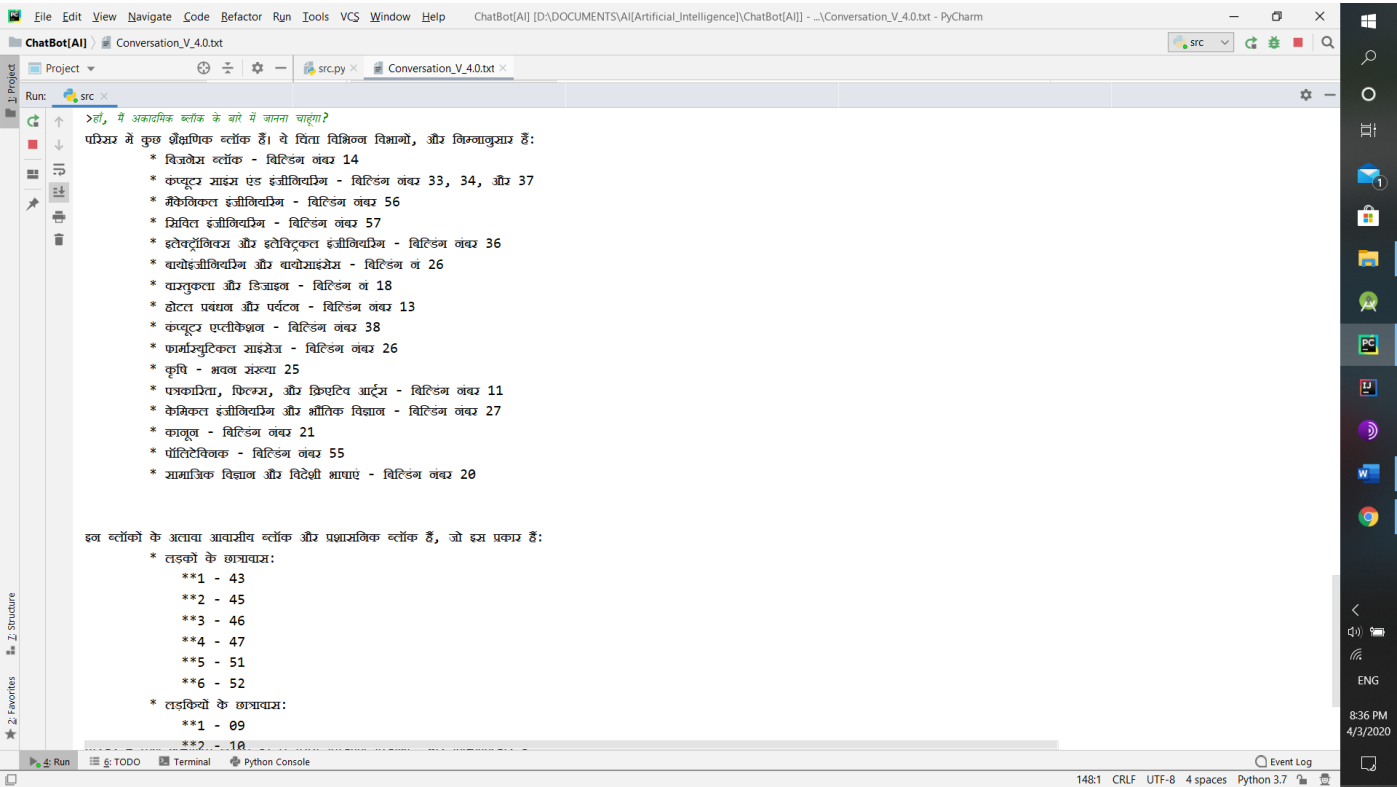 File Edit View Navigate Code Refactor Run Tools VCS Window Help ChatBot[AI] [D:\DOCUMENTS\AI[Artificial_Intelligence]\ChatBot[AI]] - ...\Conversation_V_4.0.txt - PyCharm
ChatBot[AI] Conversation_V_4.0.txt src
1: Project
Project src.py Conversation_V_4.0.txt
Run: src
>हाँ, मैं अकादमिक ब्लॉक के बारे में जानना चाहूंगा?
परिसर में कुछ शैक्षणिक ब्लॉक हैं। ये चिंता विभिन्न विभागों, और निम्नानुसार हैं:
* बिजनेस ब्लॉक - बिल्डिंग नंबर 14
* कंप्यूटर साइंस एंड इंजीनियरिंग - बिल्डिंग नंबर 33, 34, और 37
* मैकेनिकल इंजीनियरिंग - बिल्डिंग नंबर 56
* सिविल इंजीनियरिंग - बिल्डिंग नंबर 57
* इलेक्ट्रॉनिक्स और इलेक्ट्रिकल इंजीनियरिंग - बिल्डिंग नंबर 36
* बायोइंजीनियरिंग और बायोसाइंसेस - बिल्डिंग नं 26
* वास्तुकला और डिजाइन - बिल्डिंग नं 18
* होटल प्रबंधन और पर्यटन - बिल्डिंग नंबर 13
* कंप्यूटर एप्लीकेशन - बिल्डिंग नंबर 38
* फार्मास्युटिकल साइंसेज - बिल्डिंग नंबर 26
* कृषि - भवन संख्या 25
* पत्रकारिता, फिल्म्स, और क्रिएटिव आर्ट्स - बिल्डिंग नंबर 11
* केमिकल इंजीनियरिंग और भौतिक विज्ञान - बिल्डिंग नंबर 27
* कानून - बिल्डिंग नंबर 21
* पॉलिटेक्निक - बिल्डिंग नंबर 55
* सामाजिक विज्ञान और विदेशी भाषाएं - बिल्डिंग नंबर 20
इन ब्लॉकों के अलावा आवासीय ब्लॉक और प्रशासनिक ब्लॉक हैं, जो इस प्रकार हैं:
* लड़कों के छात्रावास:
**1 - 43
**2 - 45
**3 - 46
**4 - 47
**5 - 51
**6 - 52
* लड़कियों के छात्रावास:
**1 - 09
**2 - 10
Z: Structure
2: Favorites
4: Run 6: TODO Terminal Python Console Event Log
148:1 CRLF UTF-8 4 spaces Python 3.7
1
ENG
8:36 PM
4/3/2020